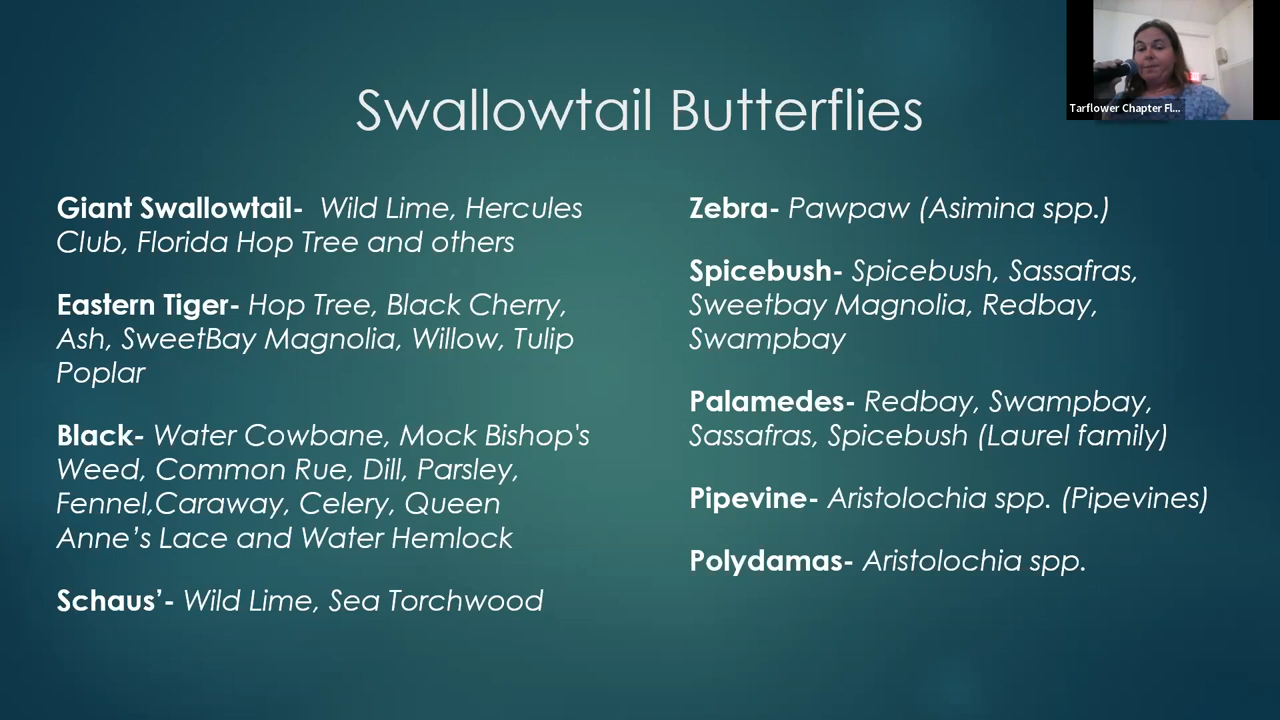 Tarflower Chapter Fl...
Swallowtail Butterflies
Giant Swallowtail- Wild Lime, Hercules
Club, Florida Hop Tree and others
Eastern Tiger- Hop Tree, Black Cherry,
Ash, SweetBay Magnolia, Willow, Tulip
Poplar
Black- Water Cowbane, Mock Bishop's
Weed, Common Rue, Dill, Parsley,
Fennel,Caraway, Celery, Queen
Anne’s Lace and Water Hemlock
Schaus’- Wild Lime, Sea Torchwood
Zebra- Pawpaw (Asimina spp.)
Spicebush- Spicebush, Sassafras,
Sweetbay Magnolia, Redbay,
Swampbay
Palamedes- Redbay, Swampbay,
Sassafras, Spicebush (Laurel family)
Pipevine- Aristolochia spp. (Pipevines)
Polydamas- Aristolochia spp.